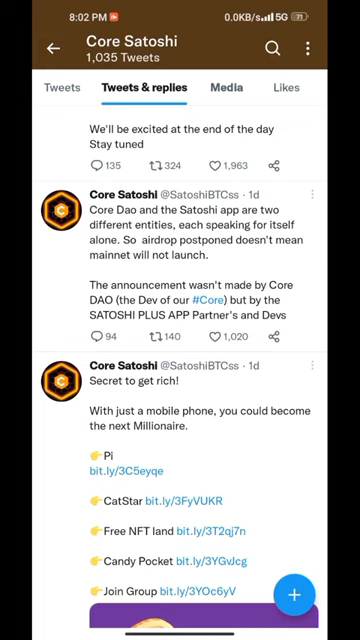 8:02 PM
0.0KB/s 5G 71
Core Satoshi
1,035 Tweets
Tweets Tweets & replies Media Likes
We'll be excited at the end of the day
Stay tuned
135 324 1,963
Core Satoshi @SatoshiBTCss · 1d
Core Dao and the Satoshi app are two
different entities, each speaking for itself
alone. So airdrop postponed doesn't mean
mainnet will not launch.
The announcement wasn't made by Core
DAO (the Dev of our #Core) but by the
SATOSHI PLUS APP Partner's and Devs
94 140 1,020
Core Satoshi @SatoshiBTCss · 1d
Secret to get rich!
With just a mobile phone, you could become
the next Millionaire.
👉Pi
bit.ly/3C5eyqe
👉CatStar bit.ly/3FyVUKR
👉Free NFT land bit.ly/3T2qj7n
👉Candy Pocket bit.ly/3YGvJcg
👉Join Group bit.ly/3YOc6yV